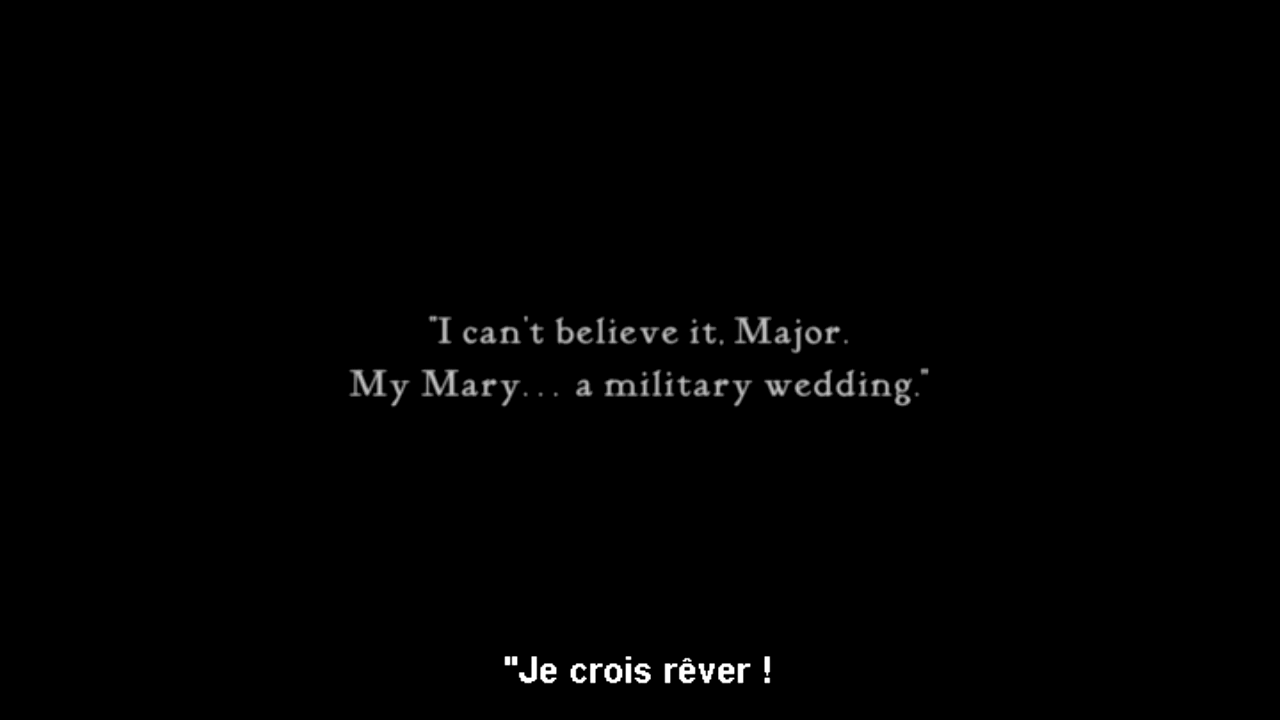 "I can't believe it, Major.
My Mary... a military wedding."
"Je crois rêver !